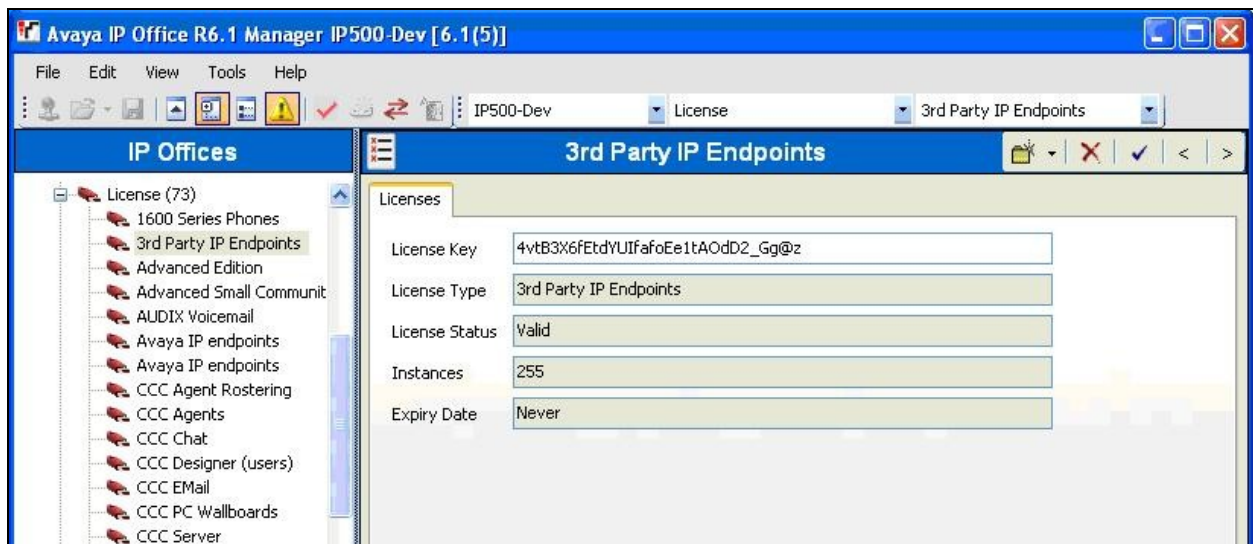 Avaya IP Office R6.1 Manager IP500-Dev [6.1(5)]
File Edit View Tools Help
IP500-Dev License 3rd Party IP Endpoints
IP Offices
License (73)
1600 Series Phones
3rd Party IP Endpoints
Advanced Edition
Advanced Small Communit
AUDIX Voicemail
Avaya IP endpoints
Avaya IP endpoints
CCC Agent Rostering
CCC Agents
CCC Chat
CCC Designer (users)
CCC EMail
CCC PC Wallboards
CCC Server
3rd Party IP Endpoints
Licenses
License Key 4vtB3X6fEtdYUIfafoEe1tAOdD2_Gg@z
License Type 3rd Party IP Endpoints
License Status Valid
Instances 255
Expiry Date Never